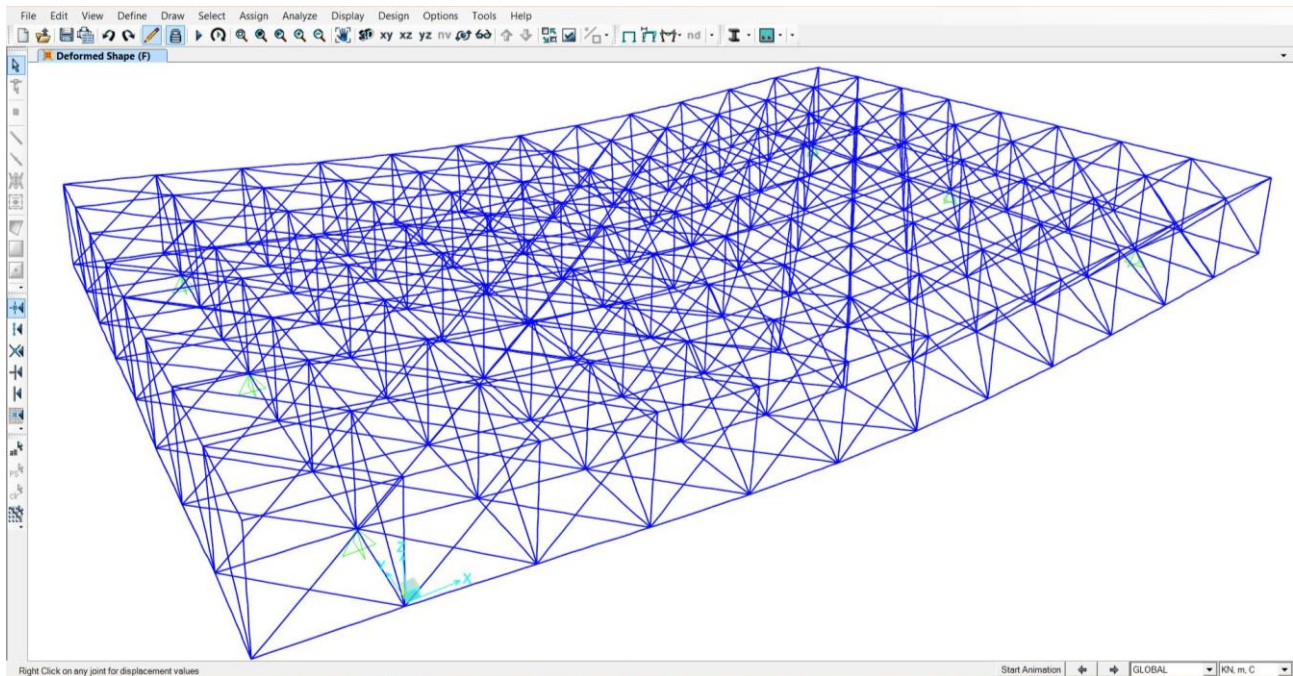 File Edit View Define Draw Select Assign Analyze Display Design Options Tools Help
3D xy xz yz nv nd
Deformed Shape (F)
Z
X
Right Click on any joint for displacement values
Start Animation GLOBAL KN, m, C